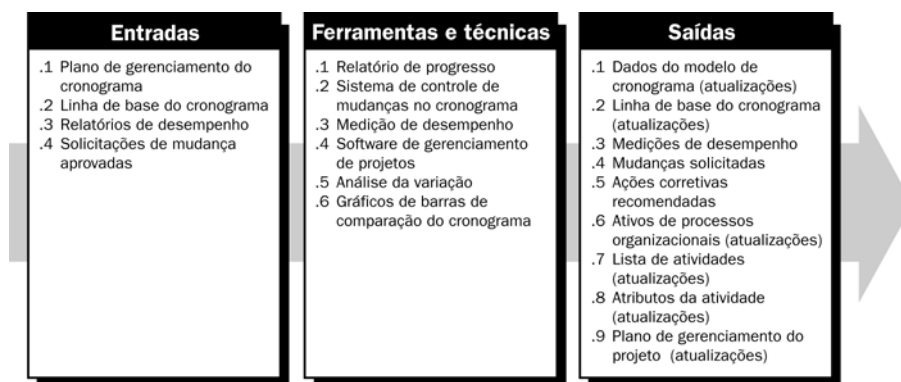 Entradas
.1 Plano de gerenciamento do
cronograma
.2 Linha de base do cronograma
.3 Relatórios de desempenho
.4 Solicitações de mudança
aprovadas
Ferramentas e técnicas
.1 Relatório de progresso
.2 Sistema de controle de
mudanças no cronograma
.3 Medição de desempenho
.4 Software de gerenciamento
de projetos
.5 Análise da variação
.6 Gráficos de barras de
comparação do cronograma
Saídas
.1 Dados do modelo de
cronograma (atualizações)
.2 Linha de base do cronograma
(atualizações)
.3 Medições de desempenho
.4 Mudanças solicitadas
.5 Ações corretivas
recomendadas
.6 Ativos de processos
organizacionais (atualizações)
.7 Lista de atividades
(atualizações)
.8 Atributos da atividade
(atualizações)
.9 Plano de gerenciamento do
projeto (atualizações)